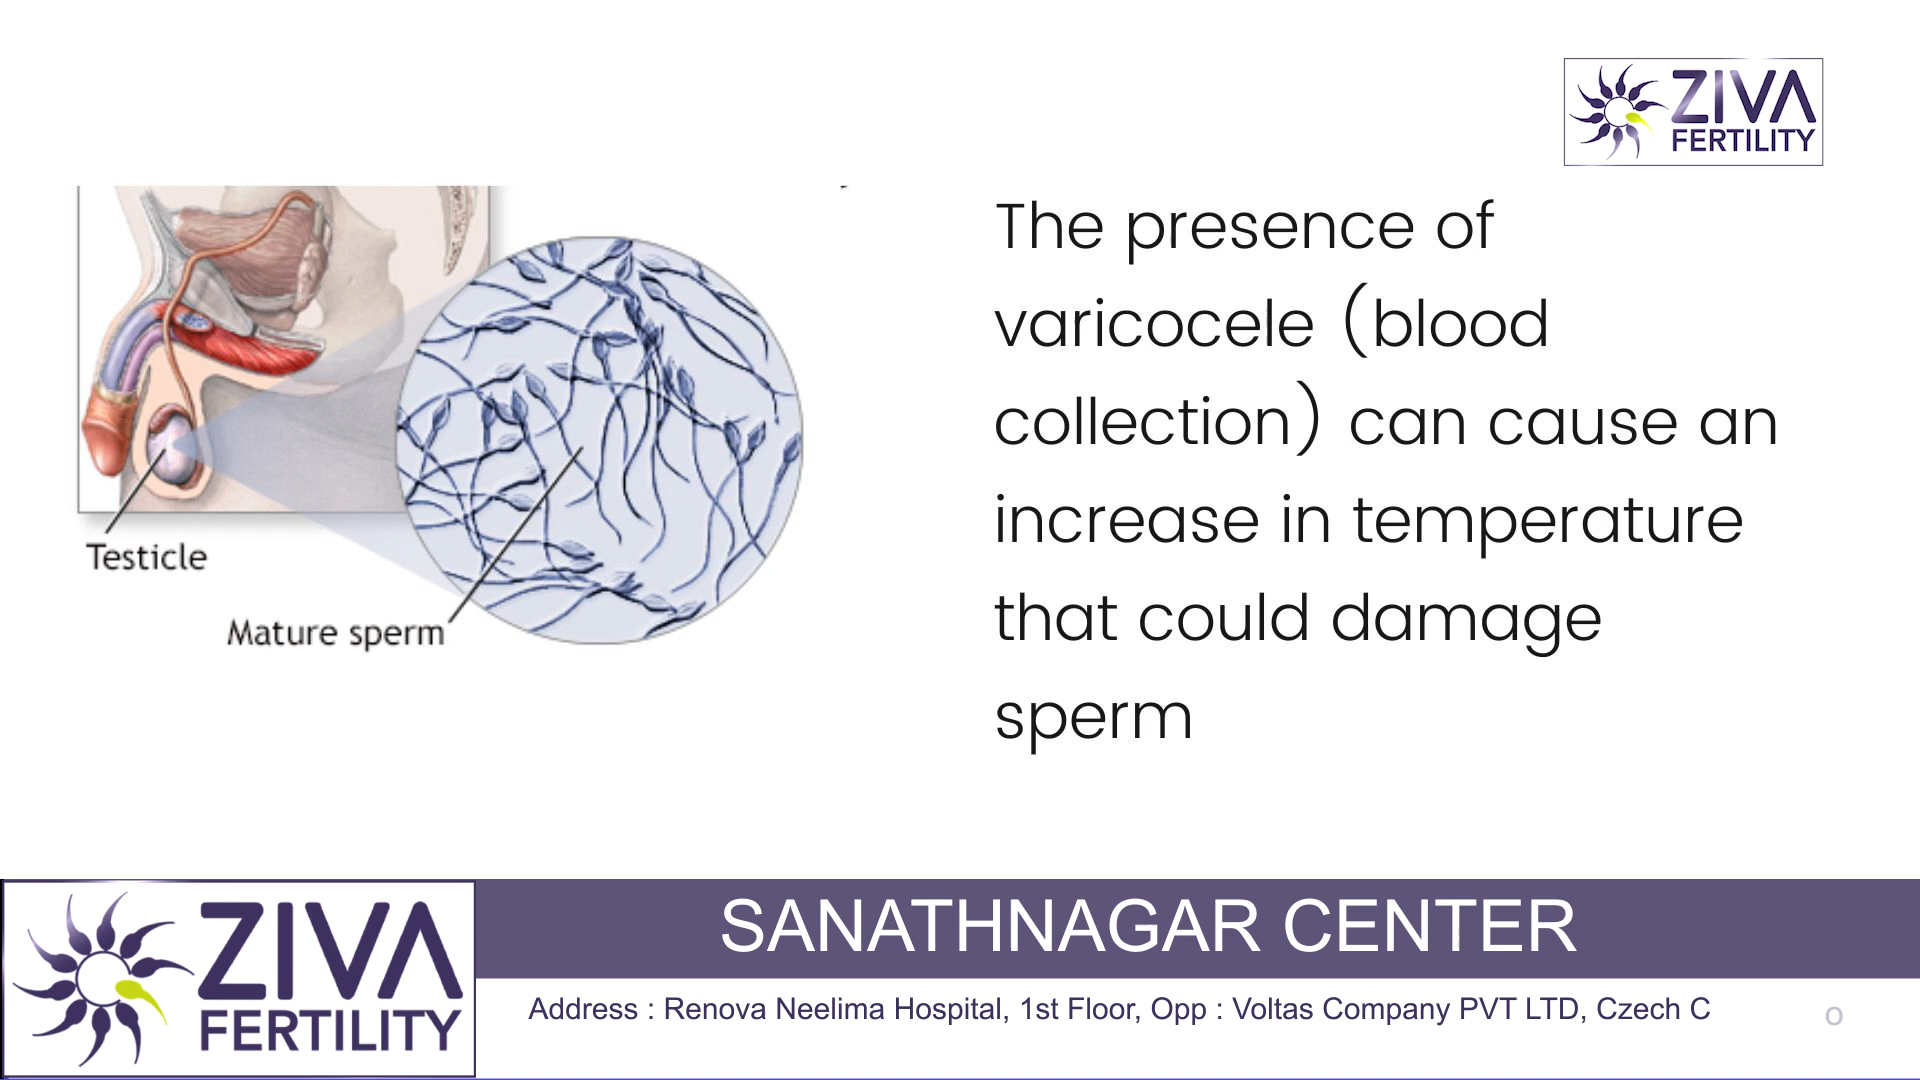 ZIVA
FERTILITY
The presence of
varicocele (blood
collection) can cause an
increase in temperature
that could damage
sperm
Testicle
Mature sperm
ZIVA
FERTILITY
SANATHNAGAR CENTER
Address : Renova Neelima Hospital, 1st Floor, Opp : Voltas Company PVT LTD, Czech C
o